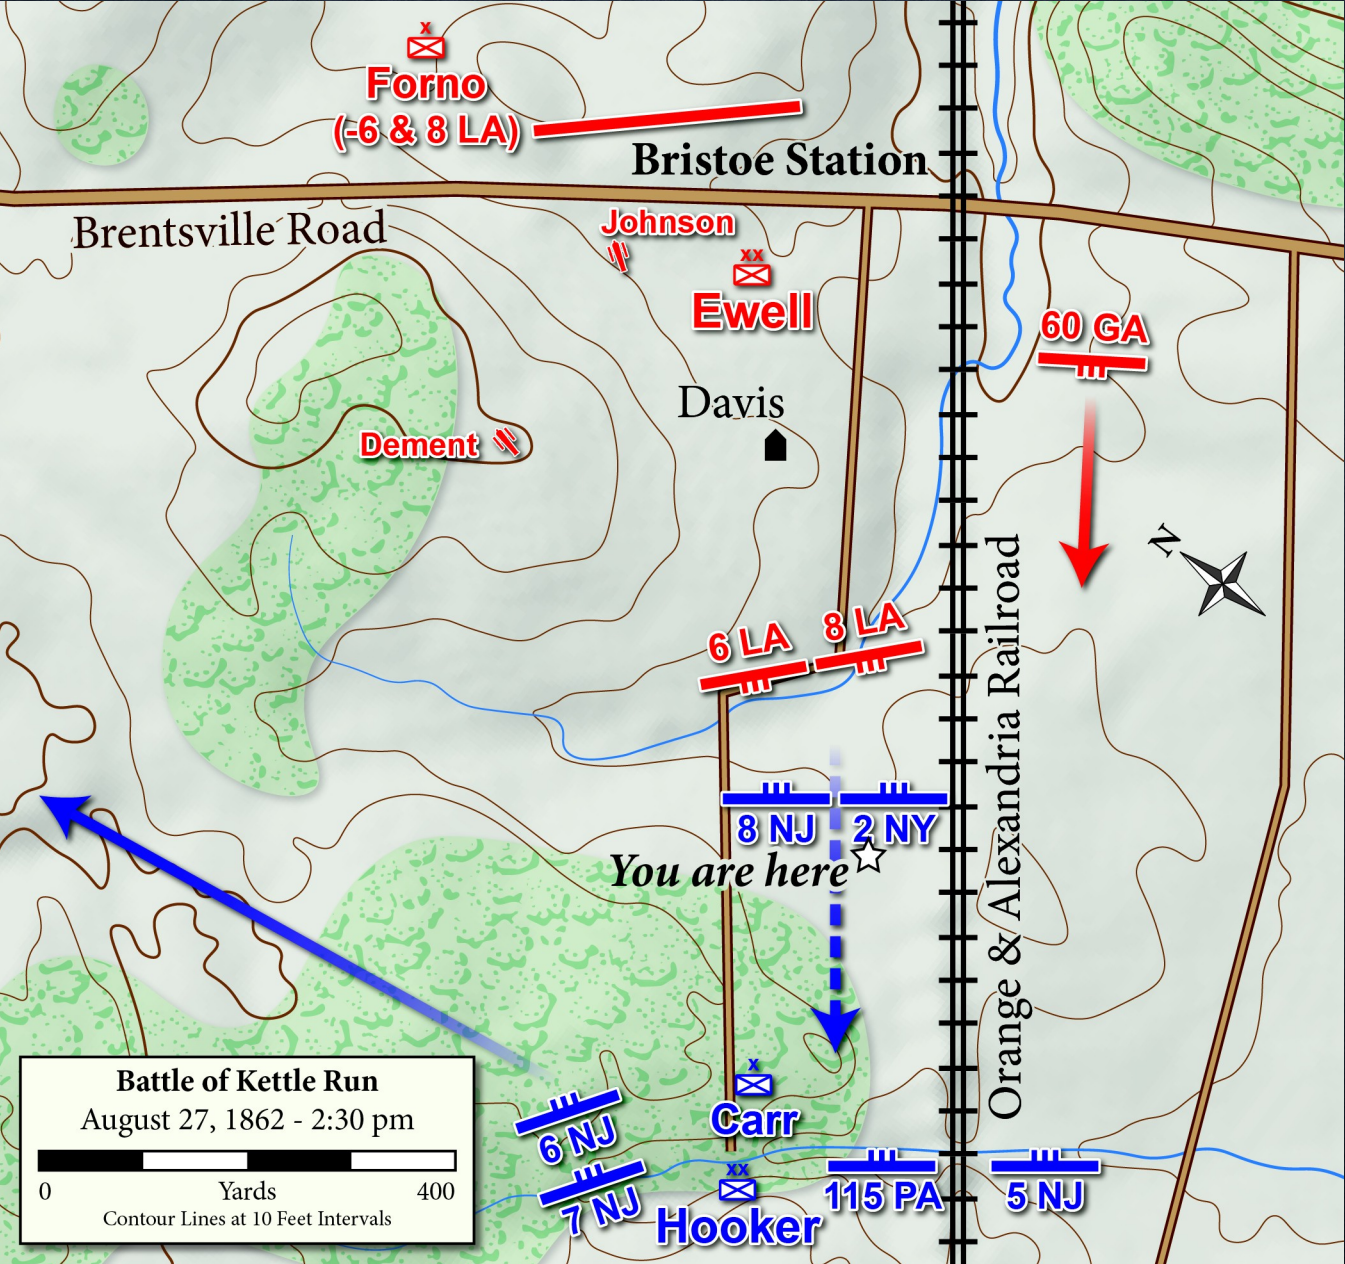 x
Forno
(-6 & 8 LA)
Bristoe Station
Brentsville Road
Johnson
xx
Ewell
60 GA
Davis
Dement
N
6 LA
8 LA
Orange & Alexandria Railroad
8 NJ
2 NY
You are here
x
Carr
6 NJ
7 NJ
xx
Hooker
115 PA
5 NJ
Battle of Kettle Run
August 27, 1862 - 2:30 pm
0 Yards 400
Contour Lines at 10 Feet Intervals